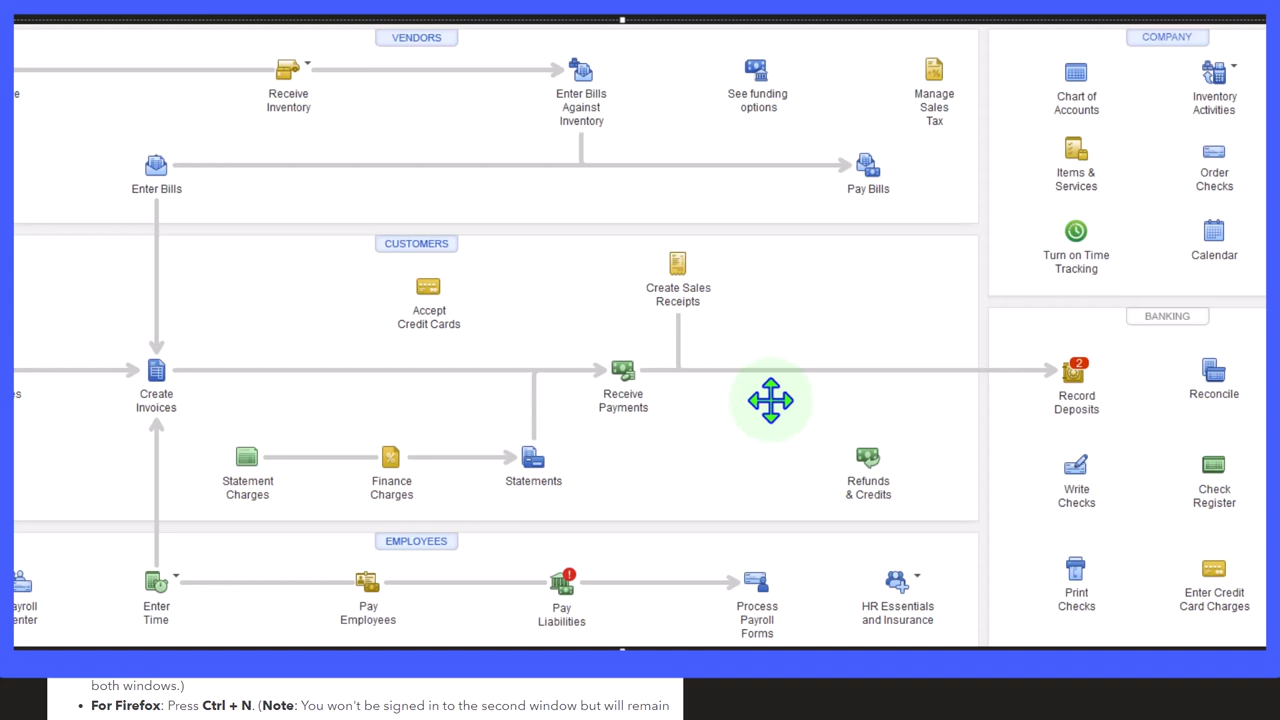 VENDORS
e
Receive
Inventory
Enter Bills
Against
Inventory
See funding
options
Manage
Sales
Tax
Enter Bills
Pay Bills
CUSTOMERS
Accept
Credit Cards
Create Sales
Receipts
es
Create
Invoices
Receive
Payments
Statement
Charges
Finance
Charges
Statements
Refunds
& Credits
EMPLOYEES
ayroll
enter
Enter
Time
Pay
Employees
!
Pay
Liabilities
Process
Payroll
Forms
HR Essentials
and Insurance
COMPANY
Chart of
Accounts
Inventory
Activities
Items &
Services
Order
Checks
Turn on Time
Tracking
Calendar
BANKING
2
Record
Deposits
Reconcile
Write
Checks
Check
Register
Print
Checks
Enter Credit
Card Charges
both windows.)
• For Firefox: Press Ctrl + N. (Note: You won't be signed in to the second window but will remain